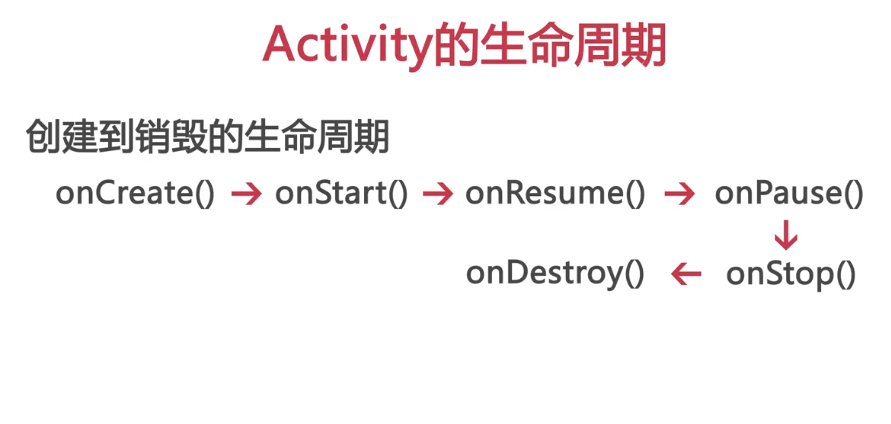 Activity的生命周期
创建到销毁的生命周期
onCreate() → onStart() → onResume() → onPause()
↓
onDestroy() ← onStop()